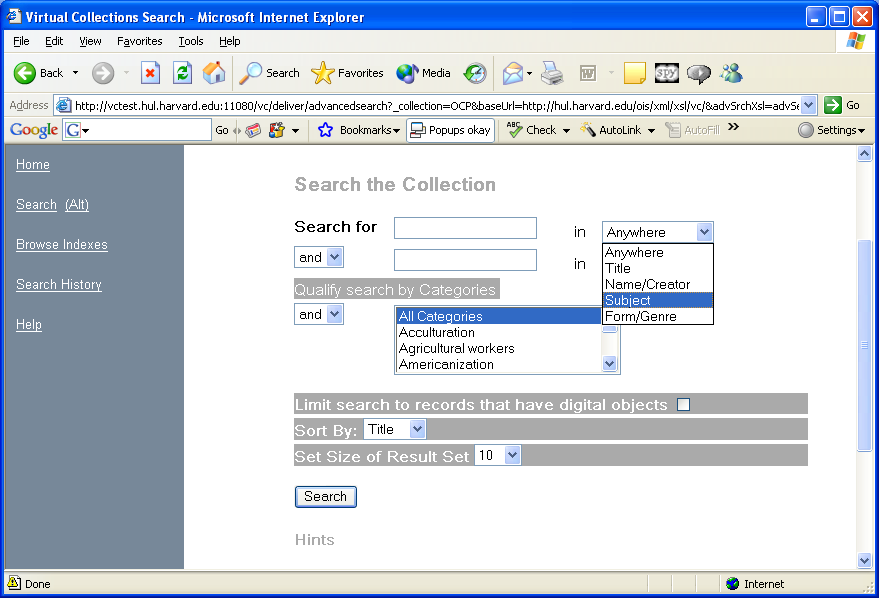 Virtual Collections Search - Microsoft Internet Explorer
File Edit View Favorites Tools Help
Back Search Favorites Media W SPY
Address http://vctest.hul.harvard.edu:11080/vc/deliver/advancedsearch?_collection=OCP&baseUrl=http://hul.harvard.edu/ois/xml/xsl/vc/&advSrchXsl=advSe Go
Google G Go Bookmarks Popups okay ABC Check AutoLink AutoFill » Settings
Home
Search (Alt)
Browse Indexes
Search History
Help
Search the Collection
Search for in Anywhere
and in
Anywhere
Title
Name/Creator
Subject
Form/Genre
Qualify search by Categories
and All Categories
Acculturation
Agricultural workers
Americanization
Limit search to records that have digital objects
Sort By: Title
Set Size of Result Set 10
Search
Hints
Done Internet